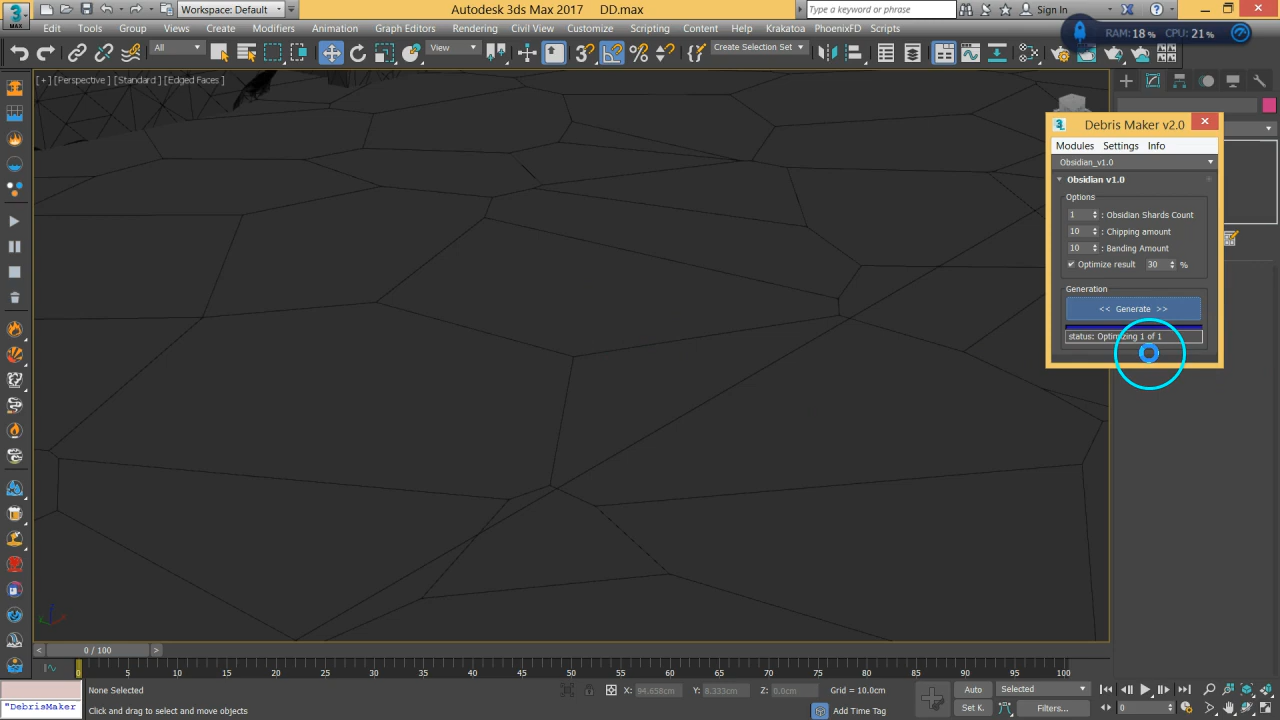 Workspace: Default
Autodesk 3ds Max 2017 DD.max
Type a keyword or phrase
Sign In
MAX
Edit Tools Group Views Create Modifiers Animation Graph Editors Rendering Civil View Customize Scripting Content Help Krakatoa PhoenixFD Scripts
RAM: 18 % CPU: 21 %
All
View
Create Selection Set
[+] [Perspective ] [Standard ] [Edged Faces ]
Debris Maker v2.0
Modules Settings Info
Obsidian_v1.0
Obsidian v1.0
Options
1 : Obsidian Shards Count
10 : Chipping amount
10 : Banding Amount
Optimize result 30 %
Generation
<< Generate >>
status: Optimizing 1 of 1
< 0 / 100 >
0 5 10 15 20 25 30 35 40 45 50 55 60 65 70 75 80 85 90 95 100
None Selected X: 94.658cm Y: 8.333cm Z: 0.0cm Grid = 10.0cm Auto Selected
"DebrisMaker Click and drag to select and move objects Add Time Tag Set K. Filters... 0